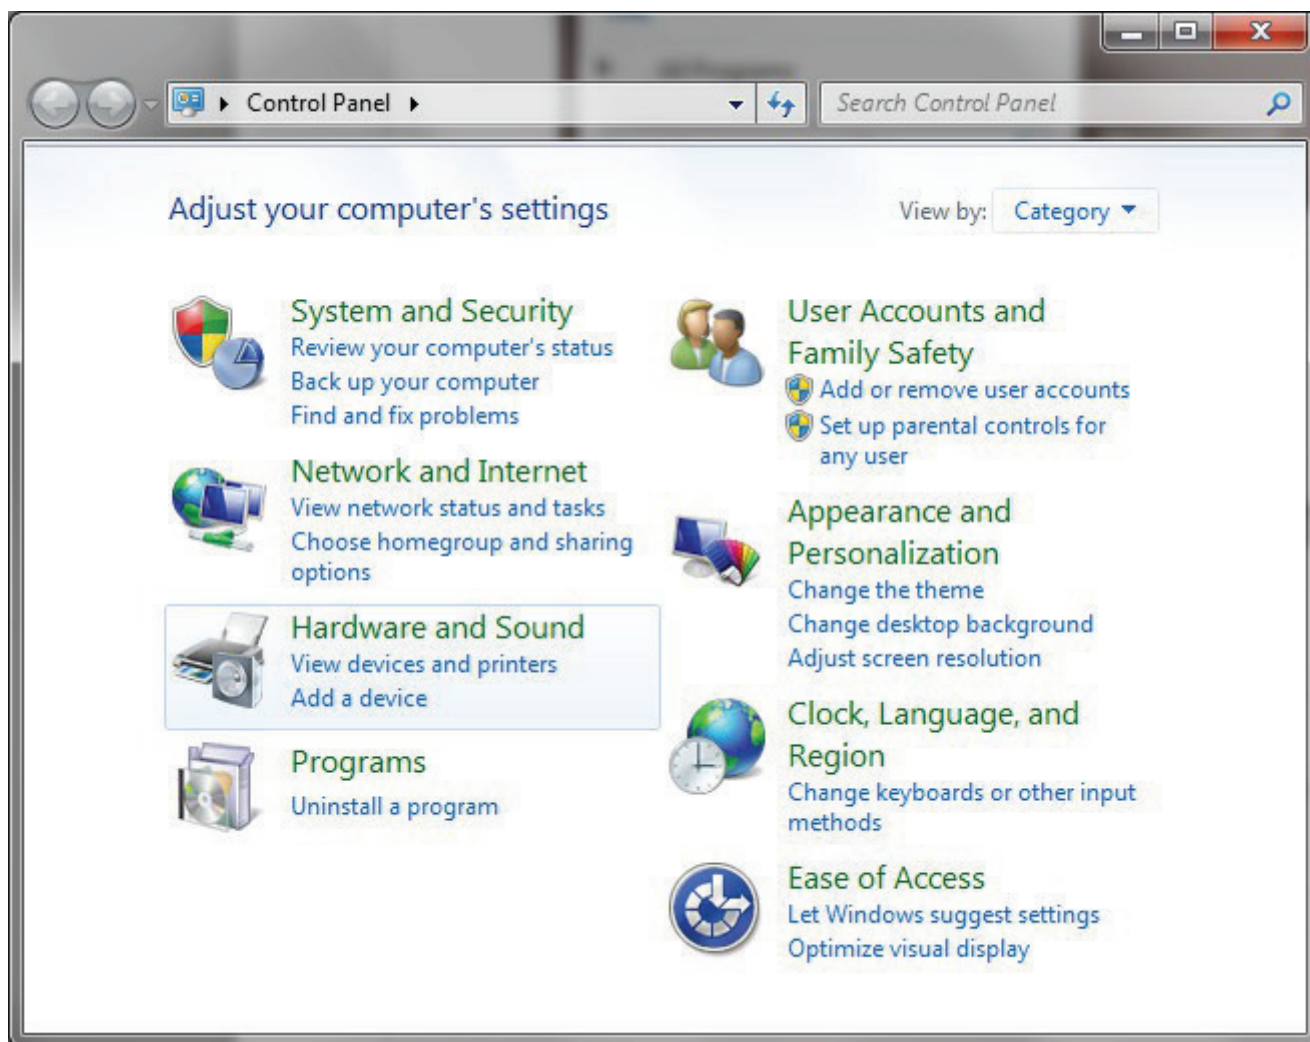 All Programs
Control Panel
Search Control Panel
Adjust your computer's settings
View by: Category
System and Security
Review your computer's status
Back up your computer
Find and fix problems
Network and Internet
View network status and tasks
Choose homegroup and sharing
options
Hardware and Sound
View devices and printers
Add a device
Programs
Uninstall a program
User Accounts and
Family Safety
Add or remove user accounts
Set up parental controls for
any user
Appearance and
Personalization
Change the theme
Change desktop background
Adjust screen resolution
Clock, Language, and
Region
Change keyboards or other input
methods
Ease of Access
Let Windows suggest settings
Optimize visual display